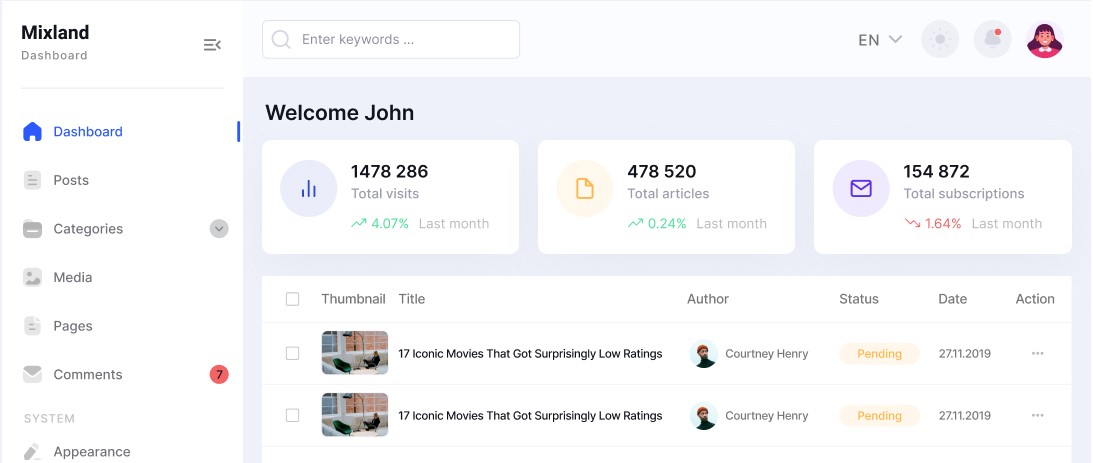 Mixland
Dashboard
Enter keywords ...
EN
Welcome John
Dashboard
Posts
Categories
Media
Pages
Comments 7
SYSTEM
Appearance
1478 286
Total visits
4.07% Last month
478 520
Total articles
0.24% Last month
154 872
Total subscriptions
1.64% Last month
Thumbnail Title Author Status Date Action
17 Iconic Movies That Got Surprisingly Low Ratings Courtney Henry Pending 27.11.2019
17 Iconic Movies That Got Surprisingly Low Ratings Courtney Henry Pending 27.11.2019